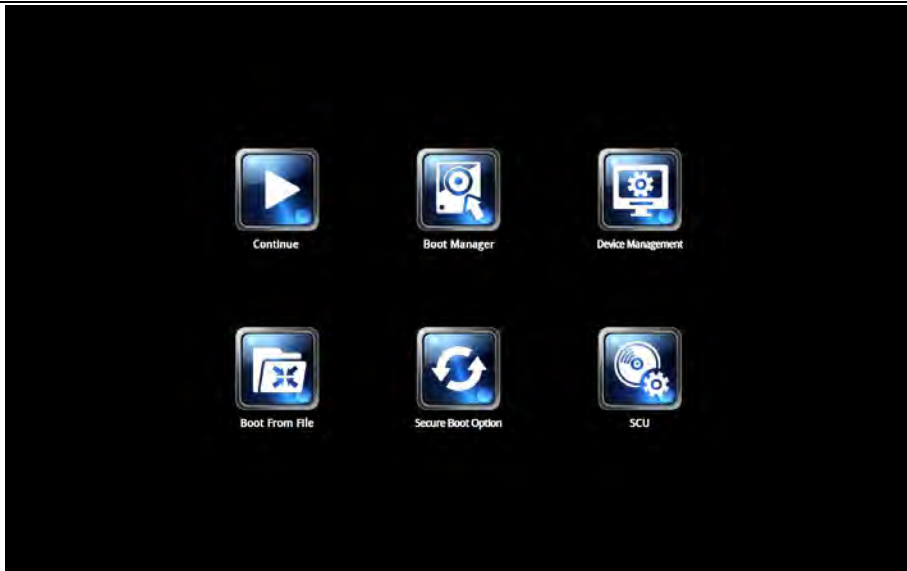 Continue
Boot Manager
Device Management
Boot From File
Secure Boot Option
SCU